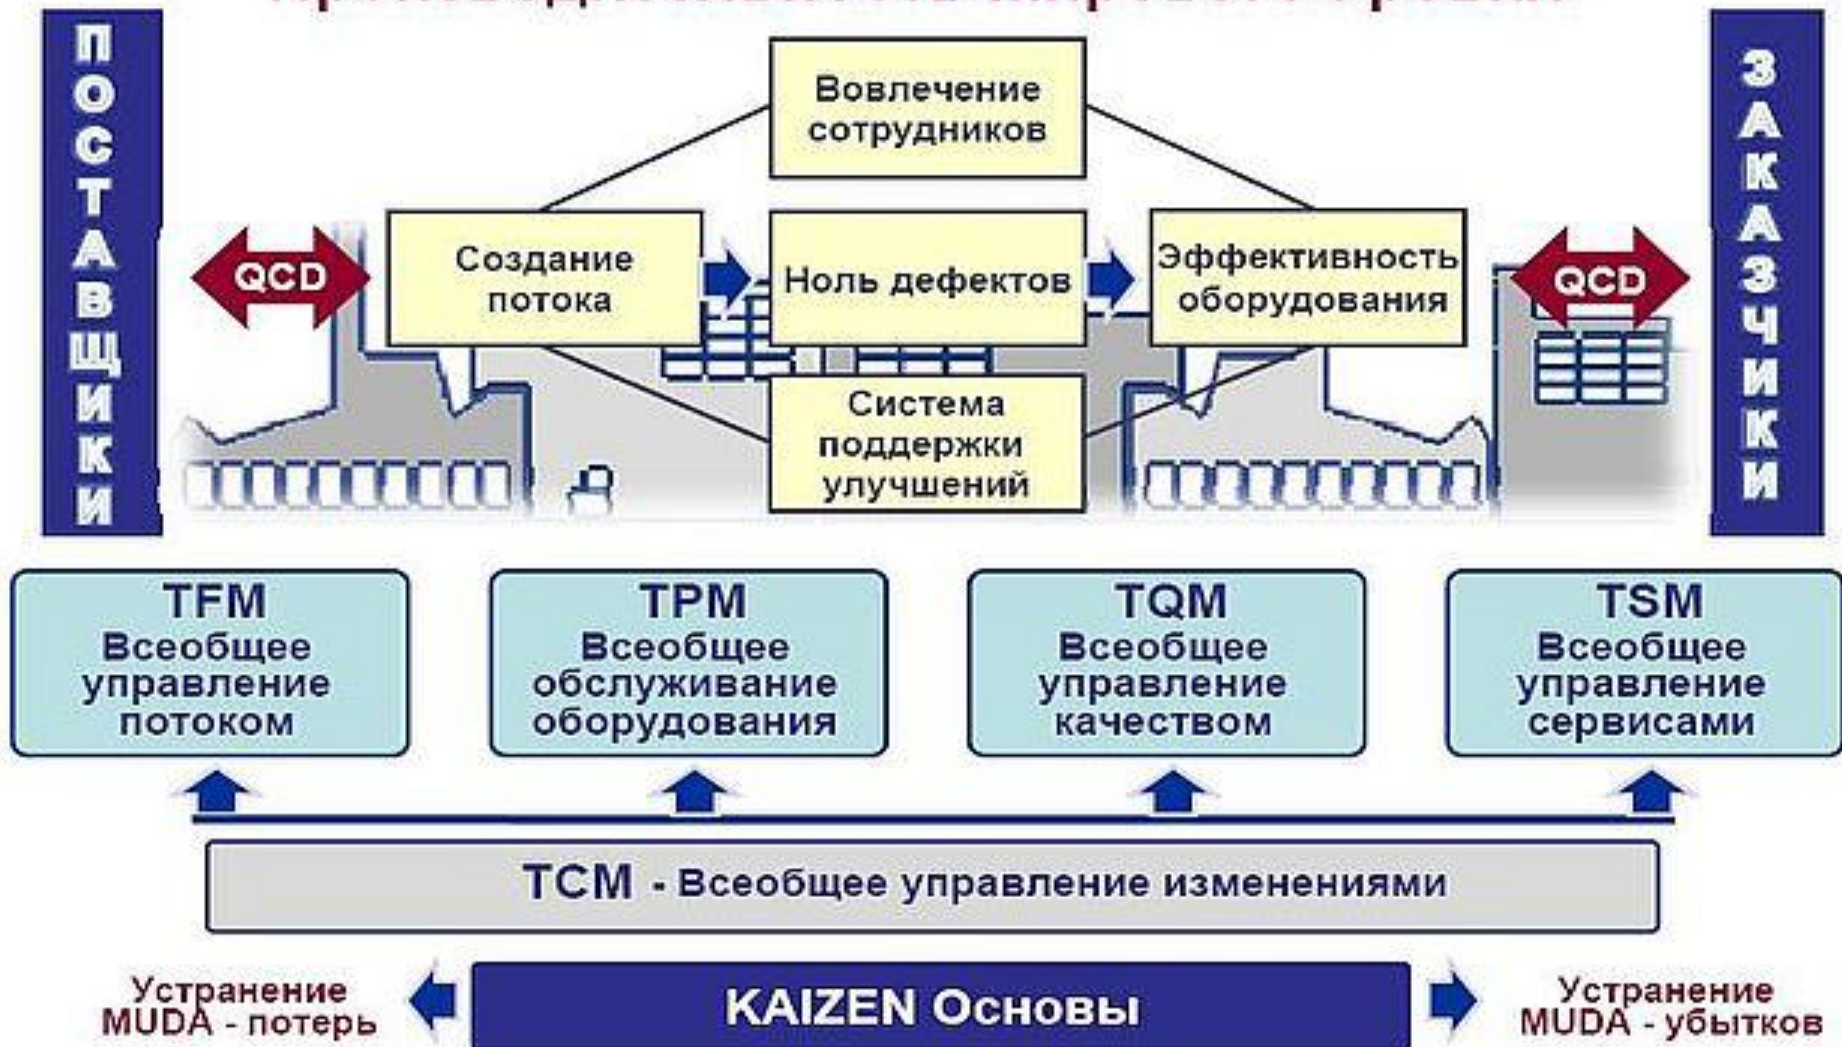 ПОСТАВЩИКИ
Вовлечение
сотрудников
ЗАКАЗЧИКИ
QCD
Создание
потока
Ноль дефектов
Эффективность
оборудования
QCD
Система
поддержки
улучшений
TFM
Всеобщее
управление
потоком
TPM
Всеобщее
обслуживание
оборудования
TQM
Всеобщее
управление
качеством
TSM
Всеобщее
управление
сервисами
TCM - Всеобщее управление изменениями
Устранение
MUDA - потерь
KAIZEN Основы
Устранение
MUDA - убытков